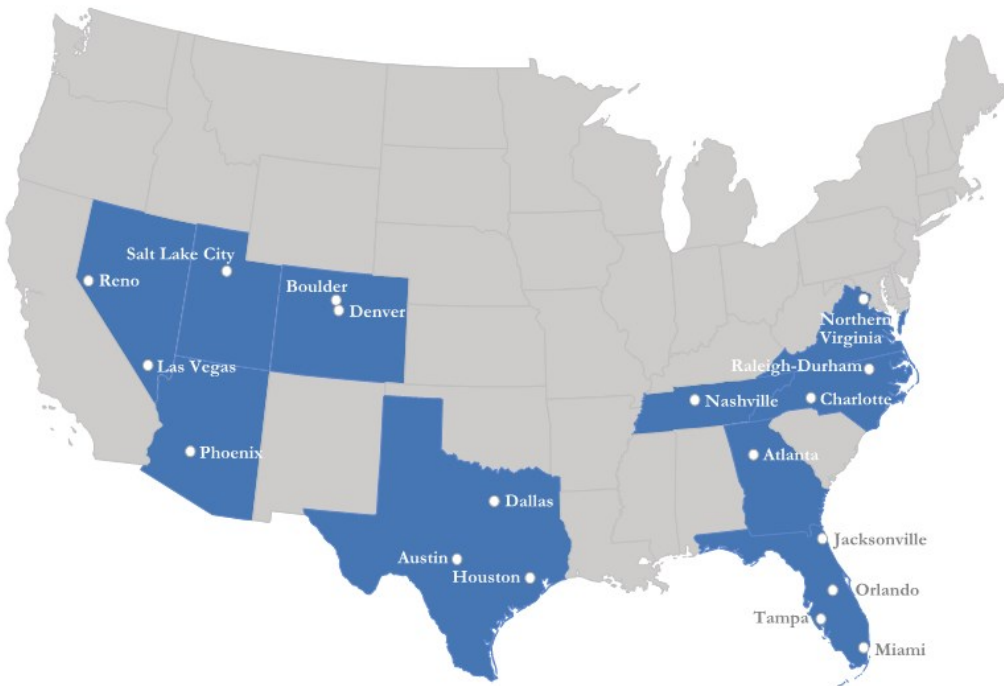 Salt Lake City
Reno
Boulder
Denver
Northern
Virginia
Las Vegas
Raleigh-Durham
Nashville
Charlotte
Phoenix
Atlanta
Dallas
Jacksonville
Austin
Houston
Orlando
Tampa
Miami